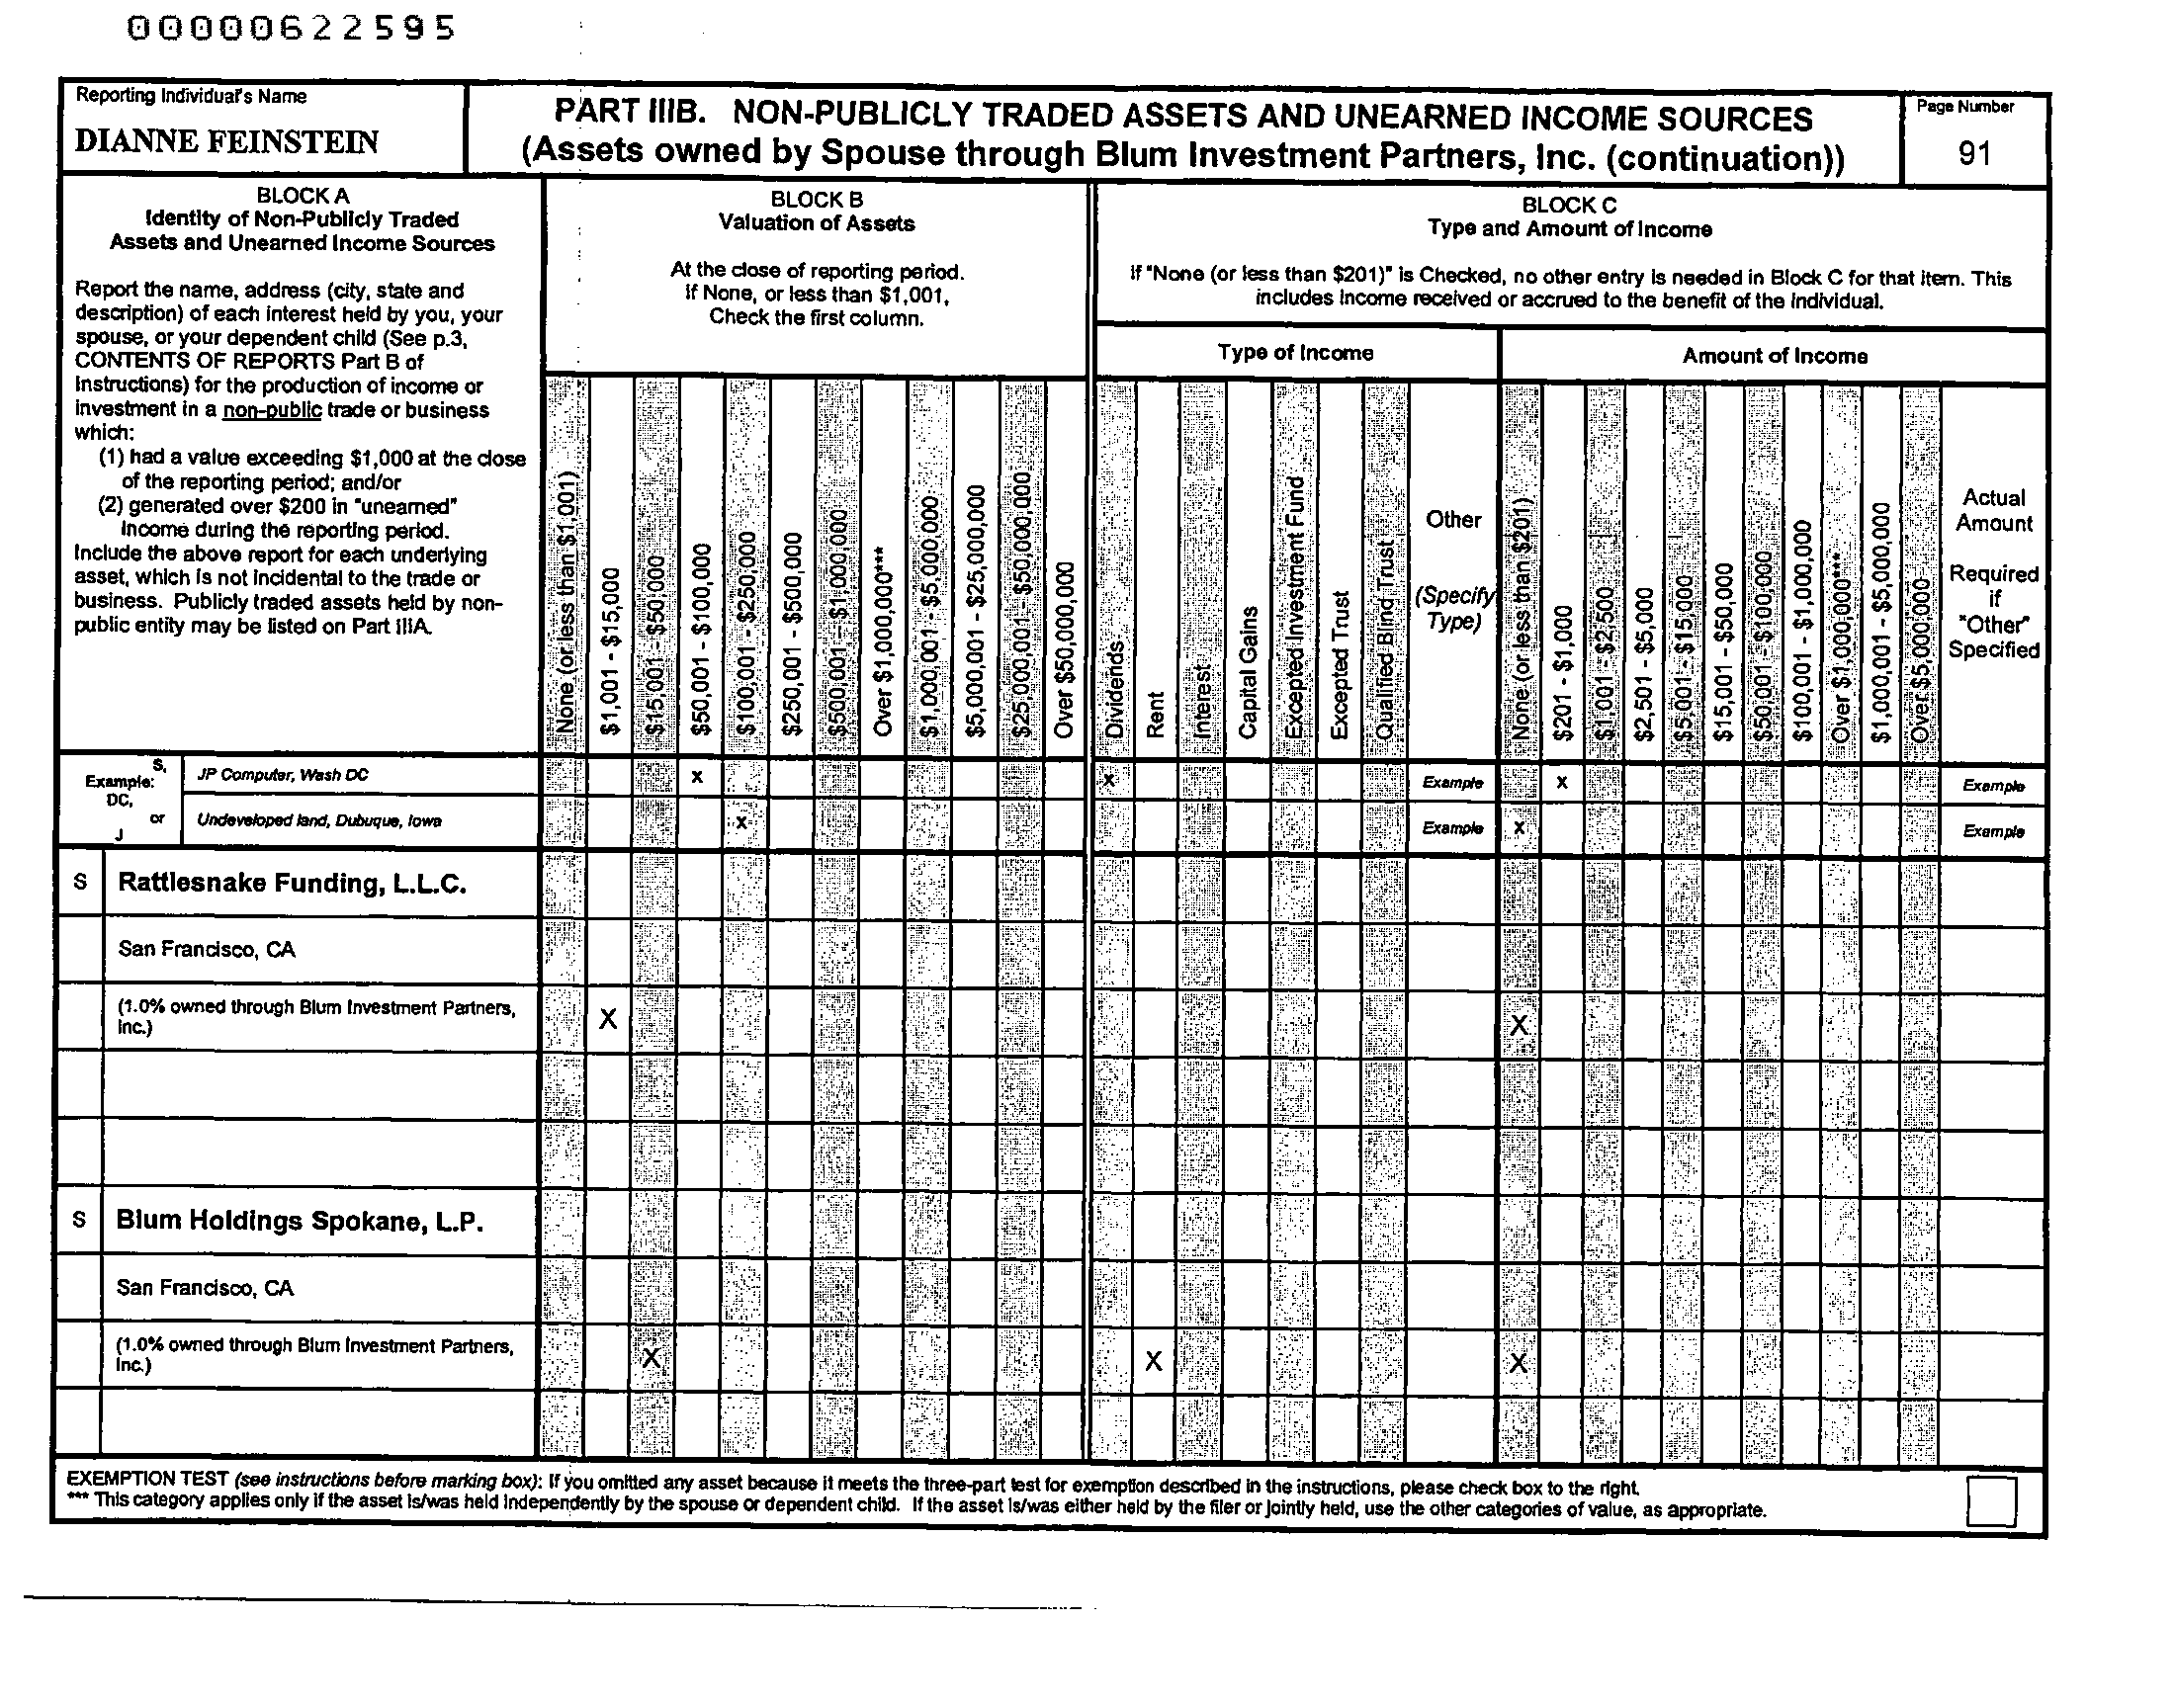 00000622595
Reporting Individual's Name
DIANNE FEINSTEIN
PART IIIB. NON-PUBLICLY TRADED ASSETS AND UNEARNED INCOME SOURCES
(Assets owned by Spouse through Blum Investment Partners, Inc. (continuation))
Page Number
91
BLOCK A
Identity of Non-Publicly Traded
Assets and Unearned Income Sources
Report the name, address (city, state and
description) of each interest held by you, your
spouse, or your dependent child (See p.3,
CONTENTS OF REPORTS Part B of
Instructions) for the production of income or
investment in a non-public trade or business
which:
(1) had a value exceeding $1,000 at the close
of the reporting period; and/or
(2) generated over $200 in "unearned"
income during the reporting period.
Include the above report for each underlying
asset, which is not incidental to the trade or
business. Publicly traded assets held by non-
public entity may be listed on Part IIIA.
BLOCK B
Valuation of Assets
At the close of reporting period.
If None, or less than $1,001,
Check the first column.
BLOCK C
Type and Amount of Income
If "None (or less than $201)" is Checked, no other entry is needed in Block C for that item. This
includes income received or accrued to the benefit of the individual.
Type of Income
Amount of Income
None (or less than $1,001)
$1,001 - $15,000
$15,001 - $50,000
$50,001 - $100,000
$100,001 - $250,000
$250,001 - $500,000
$500,001 - $1,000,000
Over $1,000,000***
$1,000,001 - $5,000,000
$5,000,001 - $25,000,000
$25,000,001 - $50,000,000
Over $50,000,000
Dividends
Rent
Interest
Capital Gains
Excepted Investment Fund
Excepted Trust
Qualified Blind Trust
Other
(Specify
Type)
None (or less than $201)
$201 - $1,000
$1,001 - $2,500
$2,501 - $5,000
$5,001 - $15,000
$15,001 - $50,000
$50,001 - $100,000
$100,001 - $1,000,000
Over $1,000,000***
$1,000,001 - $5,000,000
Over $5,000,000
Actual
Amount
Required
if
"Other"
Specified
Example:
S,
DC,
or
J
JP Computer, Wash DC
x
x
Example
x
Example
Undeveloped land, Dubuque, Iowa
x
Example
x
Example
S
Rattlesnake Funding, L.L.C.
San Francisco, CA
(1.0% owned through Blum Investment Partners,
Inc.)
X
X
S
Blum Holdings Spokane, L.P.
San Francisco, CA
(1.0% owned through Blum Investment Partners,
Inc.)
X
X
X
EXEMPTION TEST (see instructions before marking box): If you omitted any asset because it meets the three-part test for exemption described in the instructions, please check box to the right.
*** This category applies only if the asset is/was held independently by the spouse or dependent child. If the asset is/was either held by the filer or jointly held, use the other categories of value, as appropriate.